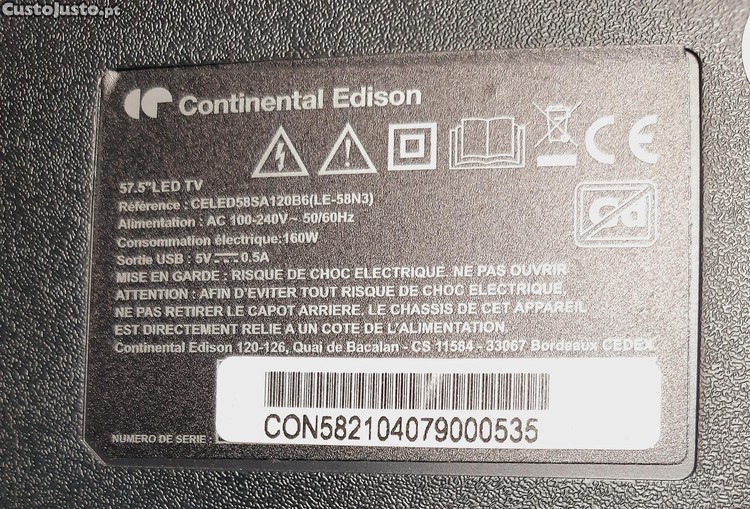 CustoJusto.pt
Continental Edison
57.5"LED TV
Référence : CELED58SA120B6(LE-58N3)
Alimentation : AC 100-240V~ 50/60Hz
Consommation électrique:160W
Sortie USB : 5V⎓0.5A
MISE EN GARDE : RISQUE DE CHOC ELECTRIQUE. NE PAS OUVRIR
ATTENTION : AFIN D'EVITER TOUT RISQUE DE CHOC ELECTRIQUE,
NE PAS RETIRER LE CAPOT ARRIERE. LE CHASSIS DE CET APPAREIL
EST DIRECTEMENT RELIE A UN COTE DE L'ALIMENTATION.
Continental Edison 120-126, Quai de Bacalan - CS 11584 - 33067 Bordeaux CEDEX
CE
Pb
NUMERO DE SERIE :
CON582104079000535